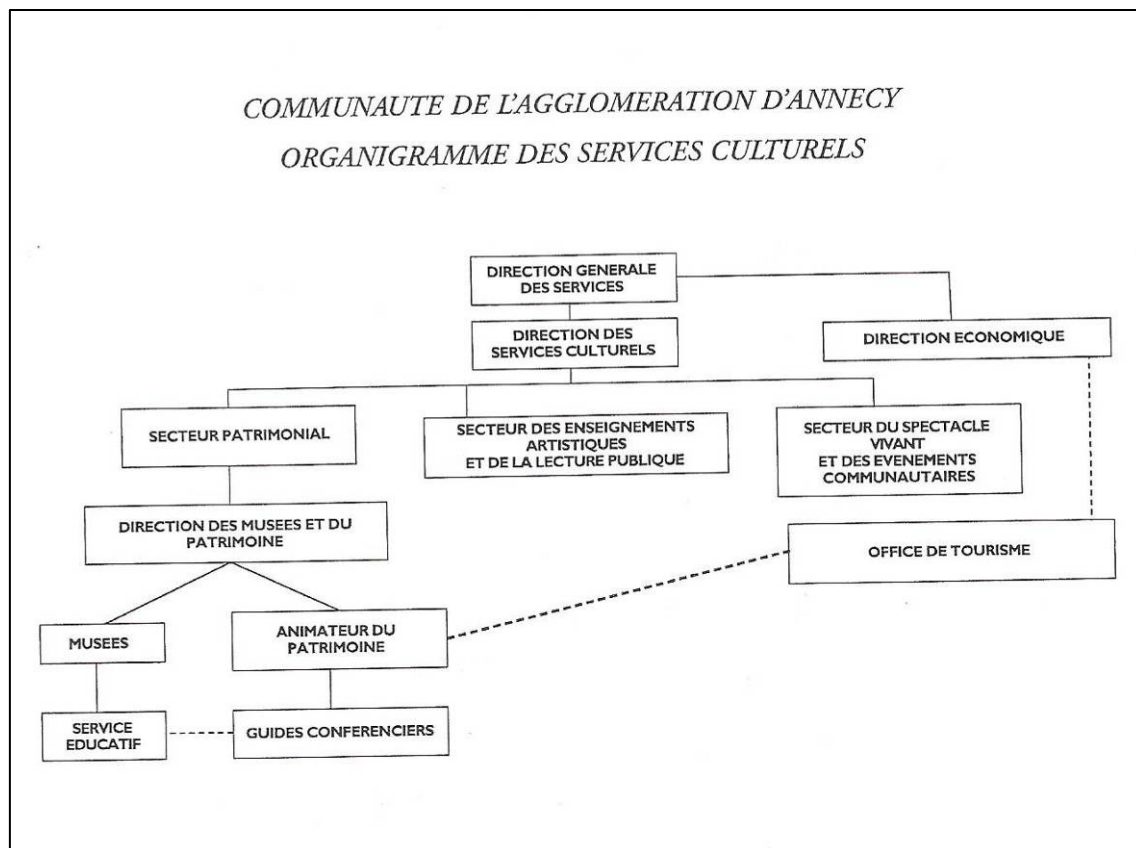 COMMUNAUTE DE L'AGGLOMERATION D'ANNECY
ORGANIGRAMME DES SERVICES CULTURELS
DIRECTION GENERALE
DES SERVICES
DIRECTION DES
SERVICES CULTURELS
DIRECTION ECONOMIQUE
SECTEUR PATRIMONIAL
SECTEUR DES ENSEIGNEMENTS
ARTISTIQUES
ET DE LA LECTURE PUBLIQUE
SECTEUR DU SPECTACLE
VIVANT
ET DES EVENEMENTS
COMMUNAUTAIRES
DIRECTION DES MUSEES ET DU
PATRIMOINE
OFFICE DE TOURISME
MUSEES
ANIMATEUR DU
PATRIMOINE
SERVICE
EDUCATIF
GUIDES CONFERENCIERS